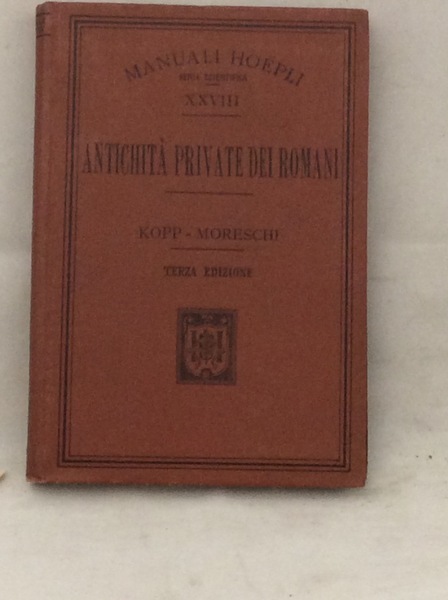 MANUALI HOEPLI
XXVIII
ANTICHITÀ PRIVATE DEI ROMANI
KOPP - MORESCHI
TERZA EDIZIONE